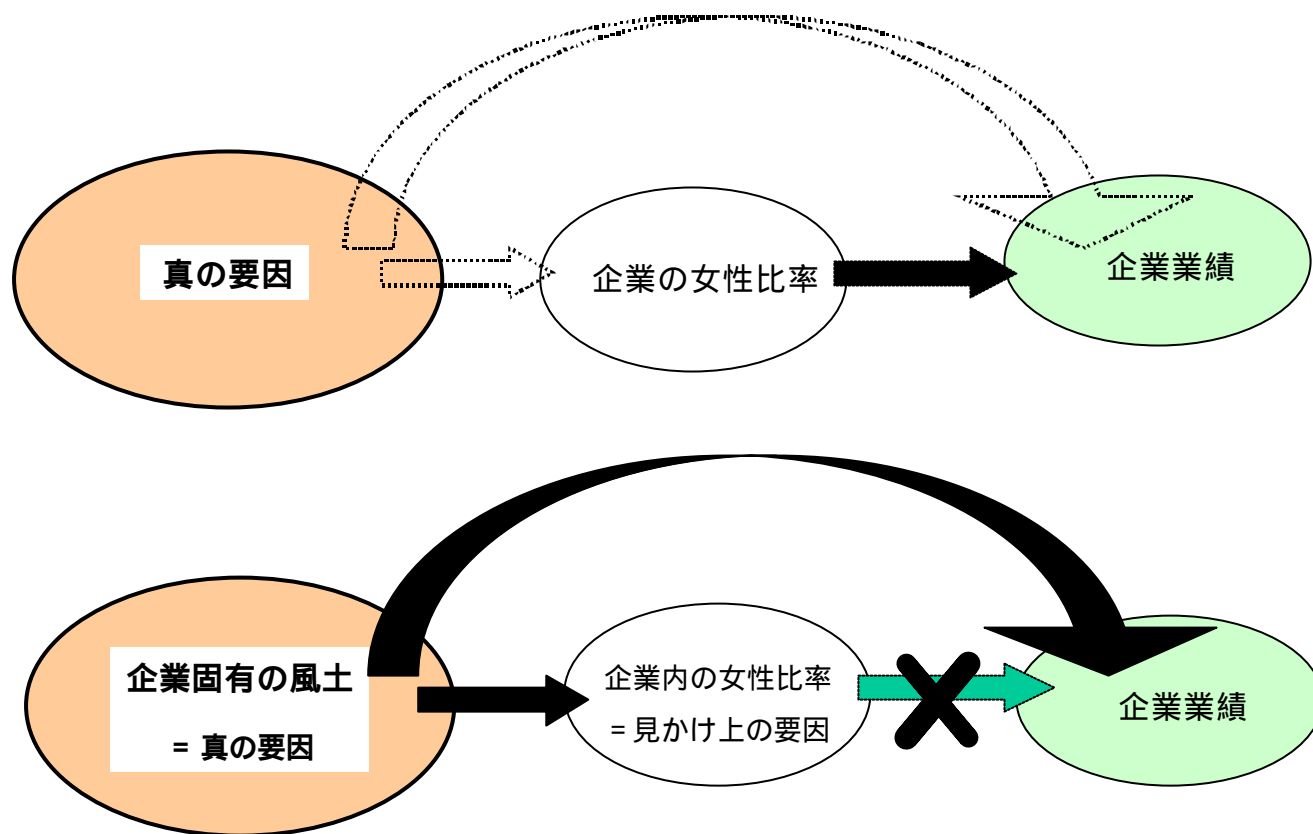 真の要因
企業の女性比率
企業業績
企業固有の風土
= 真の要因
企業内の女性比率
= 見かけ上の要因
企業業績